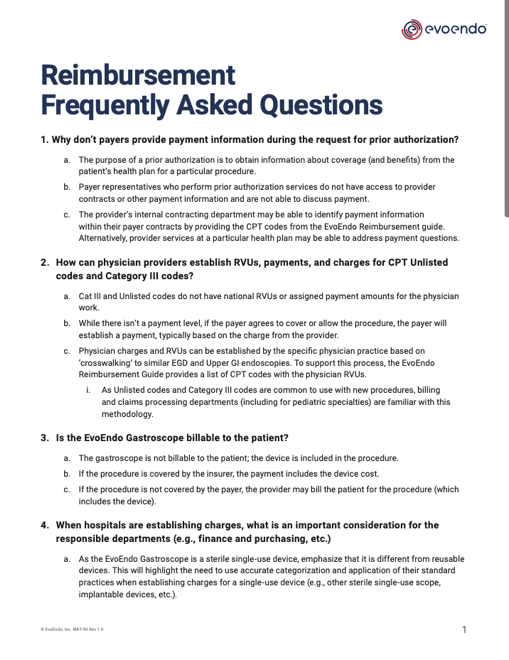 evoendo
Reimbursement
Frequently Asked Questions
1. Why don’t payers provide payment information during the request for prior authorization?
a. The purpose of a prior authorization is to obtain information about coverage (and benefits) from the
patient’s health plan for a particular procedure.
b. Payer representatives who perform prior authorization services do not have access to provider
contracts or other payment information and are not able to discuss payment.
c. The provider’s internal contracting department may be able to identify payment information
within their payer contracts by providing the CPT codes from the EvoEndo Reimbursement guide.
Alternatively, provider services at a particular health plan may be able to address payment questions.
2. How can physician providers establish RVUs, payments, and charges for CPT Unlisted
codes and Category III codes?
a. Cat III and Unlisted codes do not have national RVUs or assigned payment amounts for the physician
work.
b. While there isn’t a payment level, if the payer agrees to cover or allow the procedure, the payer will
establish a payment, typically based on the charge from the provider.
c. Physician charges and RVUs can be established by the specific physician practice based on
‘crosswalking’ to similar EGD and Upper GI endoscopies. To support this process, the EvoEndo
Reimbursement Guide provides a list of CPT codes with the physician RVUs.
i. As Unlisted codes and Category III codes are common to use with new procedures, billing
and claims processing departments (including for pediatric specialties) are familiar with this
methodology.
3. Is the EvoEndo Gastroscope billable to the patient?
a. The gastroscope is not billable to the patient; the device is included in the procedure.
b. If the procedure is covered by the insurer, the payment includes the device cost.
c. If the procedure is not covered by the payer, the provider may bill the patient for the procedure (which
includes the device).
4. When hospitals are establishing charges, what is an important consideration for the
responsible departments (e.g., finance and purchasing, etc.)
a. As the EvoEndo Gastroscope is a sterile single-use device, emphasize that it is different from reusable
devices. This will highlight the need to use accurate categorization and application of their standard
practices when establishing charges for a single-use device (e.g., other sterile single-use scope,
implantable devices, etc.).
© EvoEndo, Inc. MKT-90 Rev 1.0
1